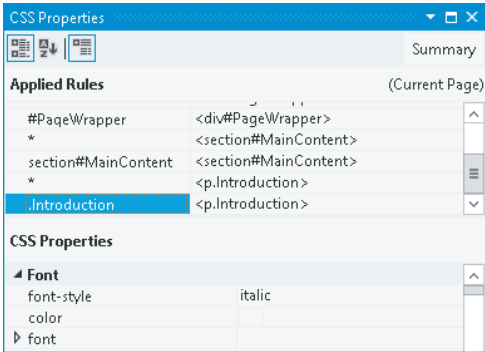 CSS Properties
Summary
Applied Rules (Current Page)
#PageWrapper <div#PageWrapper>
* <section#MainContent>
section#MainContent <section#MainContent>
* <p.Introduction>
.Introduction <p.Introduction>
CSS Properties
Font
font-style italic
color
font